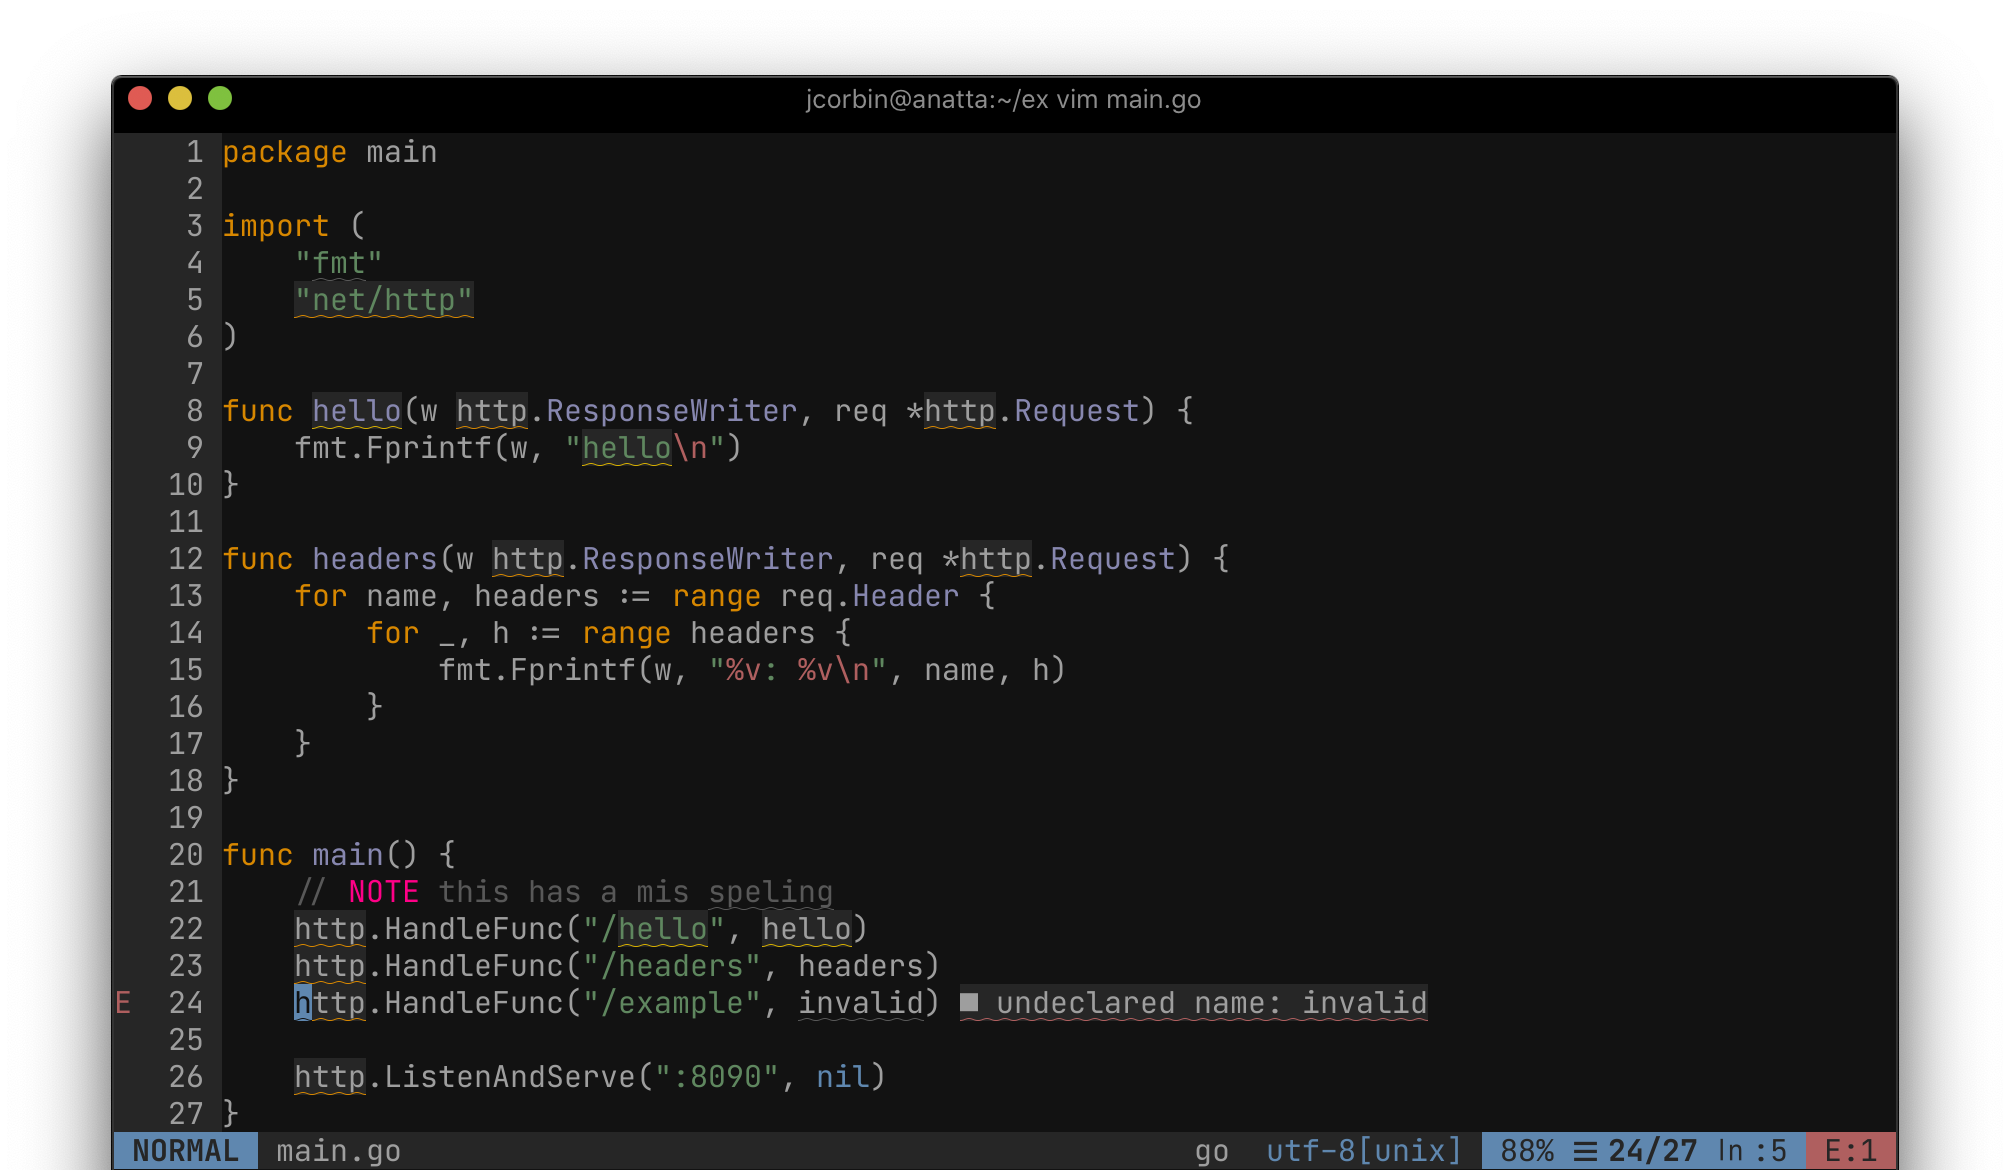 jcorbin@anatta:~/ex vim main.go
1 package main
2
3 import (
4     "fmt"
5     "net/http"
6 )
7
8 func hello(w http.ResponseWriter, req *http.Request) {
9     fmt.Fprintf(w, "hello\n")
10 }
11
12 func headers(w http.ResponseWriter, req *http.Request) {
13     for name, headers := range req.Header {
14         for _, h := range headers {
15             fmt.Fprintf(w, "%v: %v\n", name, h)
16         }
17     }
18 }
19
20 func main() {
21     // NOTE this has a mis speling
22     http.HandleFunc("/hello", hello)
23     http.HandleFunc("/headers", headers)
E 24     http.HandleFunc("/example", invalid) ■ undeclared name: invalid
25
26     http.ListenAndServe(":8090", nil)
27 }
NORMAL main.go go utf-8[unix] 88% ☰ 24/27 ln :5 E:1